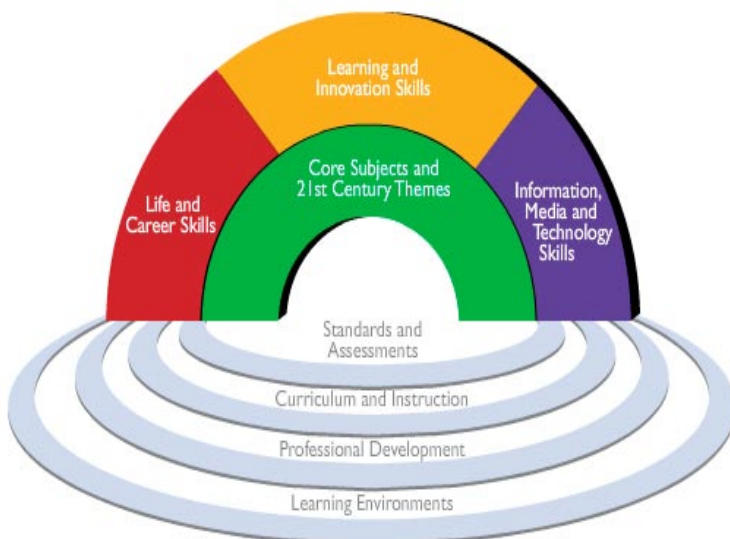 Learning and
Innovation Skills
Core Subjects and
21st Century Themes
Life and
Career Skills
Information,
Media and
Technology
Skills
Standards and
Assessments
Curriculum and Instruction
Professional Development
Learning Environments